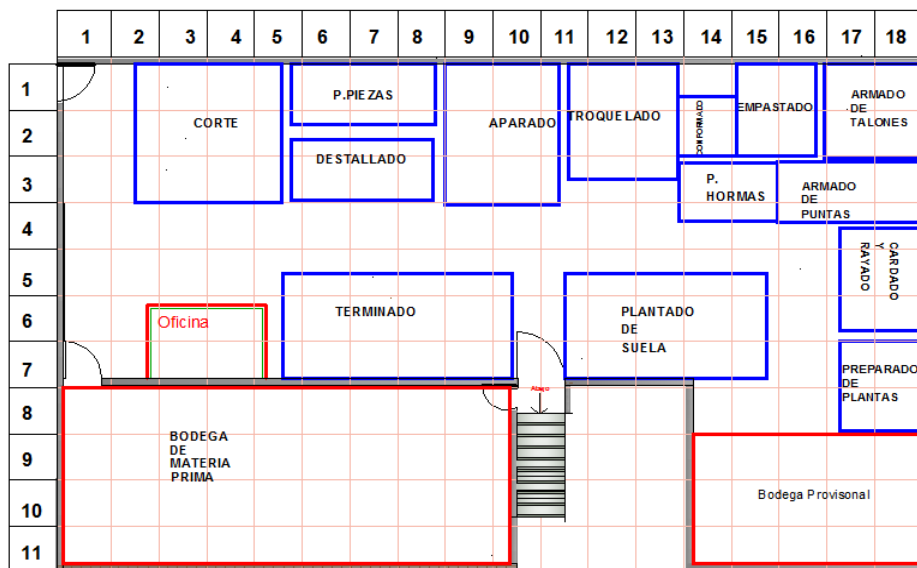 1 2 3 4 5 6 7 8 9 10 11 12 13 14 15 16 17 18
1
2
3
4
5
6
7
8
9
10
11
CORTE
P.PIEZAS
DESTALLADO
APARADO
TROQUELADO
CONFORMADO
EMPASTADO
ARMADO
DE
TALONES
P.
HORMAS
ARMADO
DE
PUNTAS
CARDADO
Y
RAYADO
Oficina
TERMINADO
PLANTADO
DE
SUELA
PREPARADO
DE
PLANTAS
BODEGA
DE
MATERIA
PRIMA
Bodega Provisonal